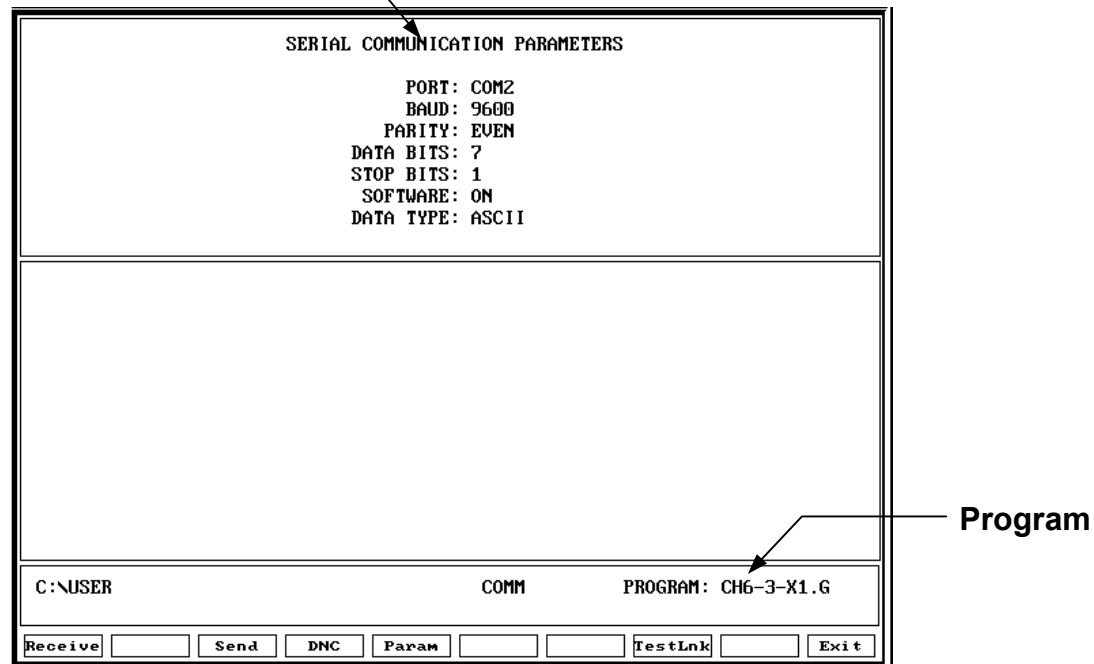 SERIAL COMMUNICATION PARAMETERS
PORT: COM2
BAUD: 9600
PARITY: EVEN
DATA BITS: 7
STOP BITS: 1
SOFTWARE: ON
DATA TYPE: ASCII
Program
C:\USER COMM PROGRAM: CH6-3-X1.G
Receive Send DNC Param TestLnk Exit